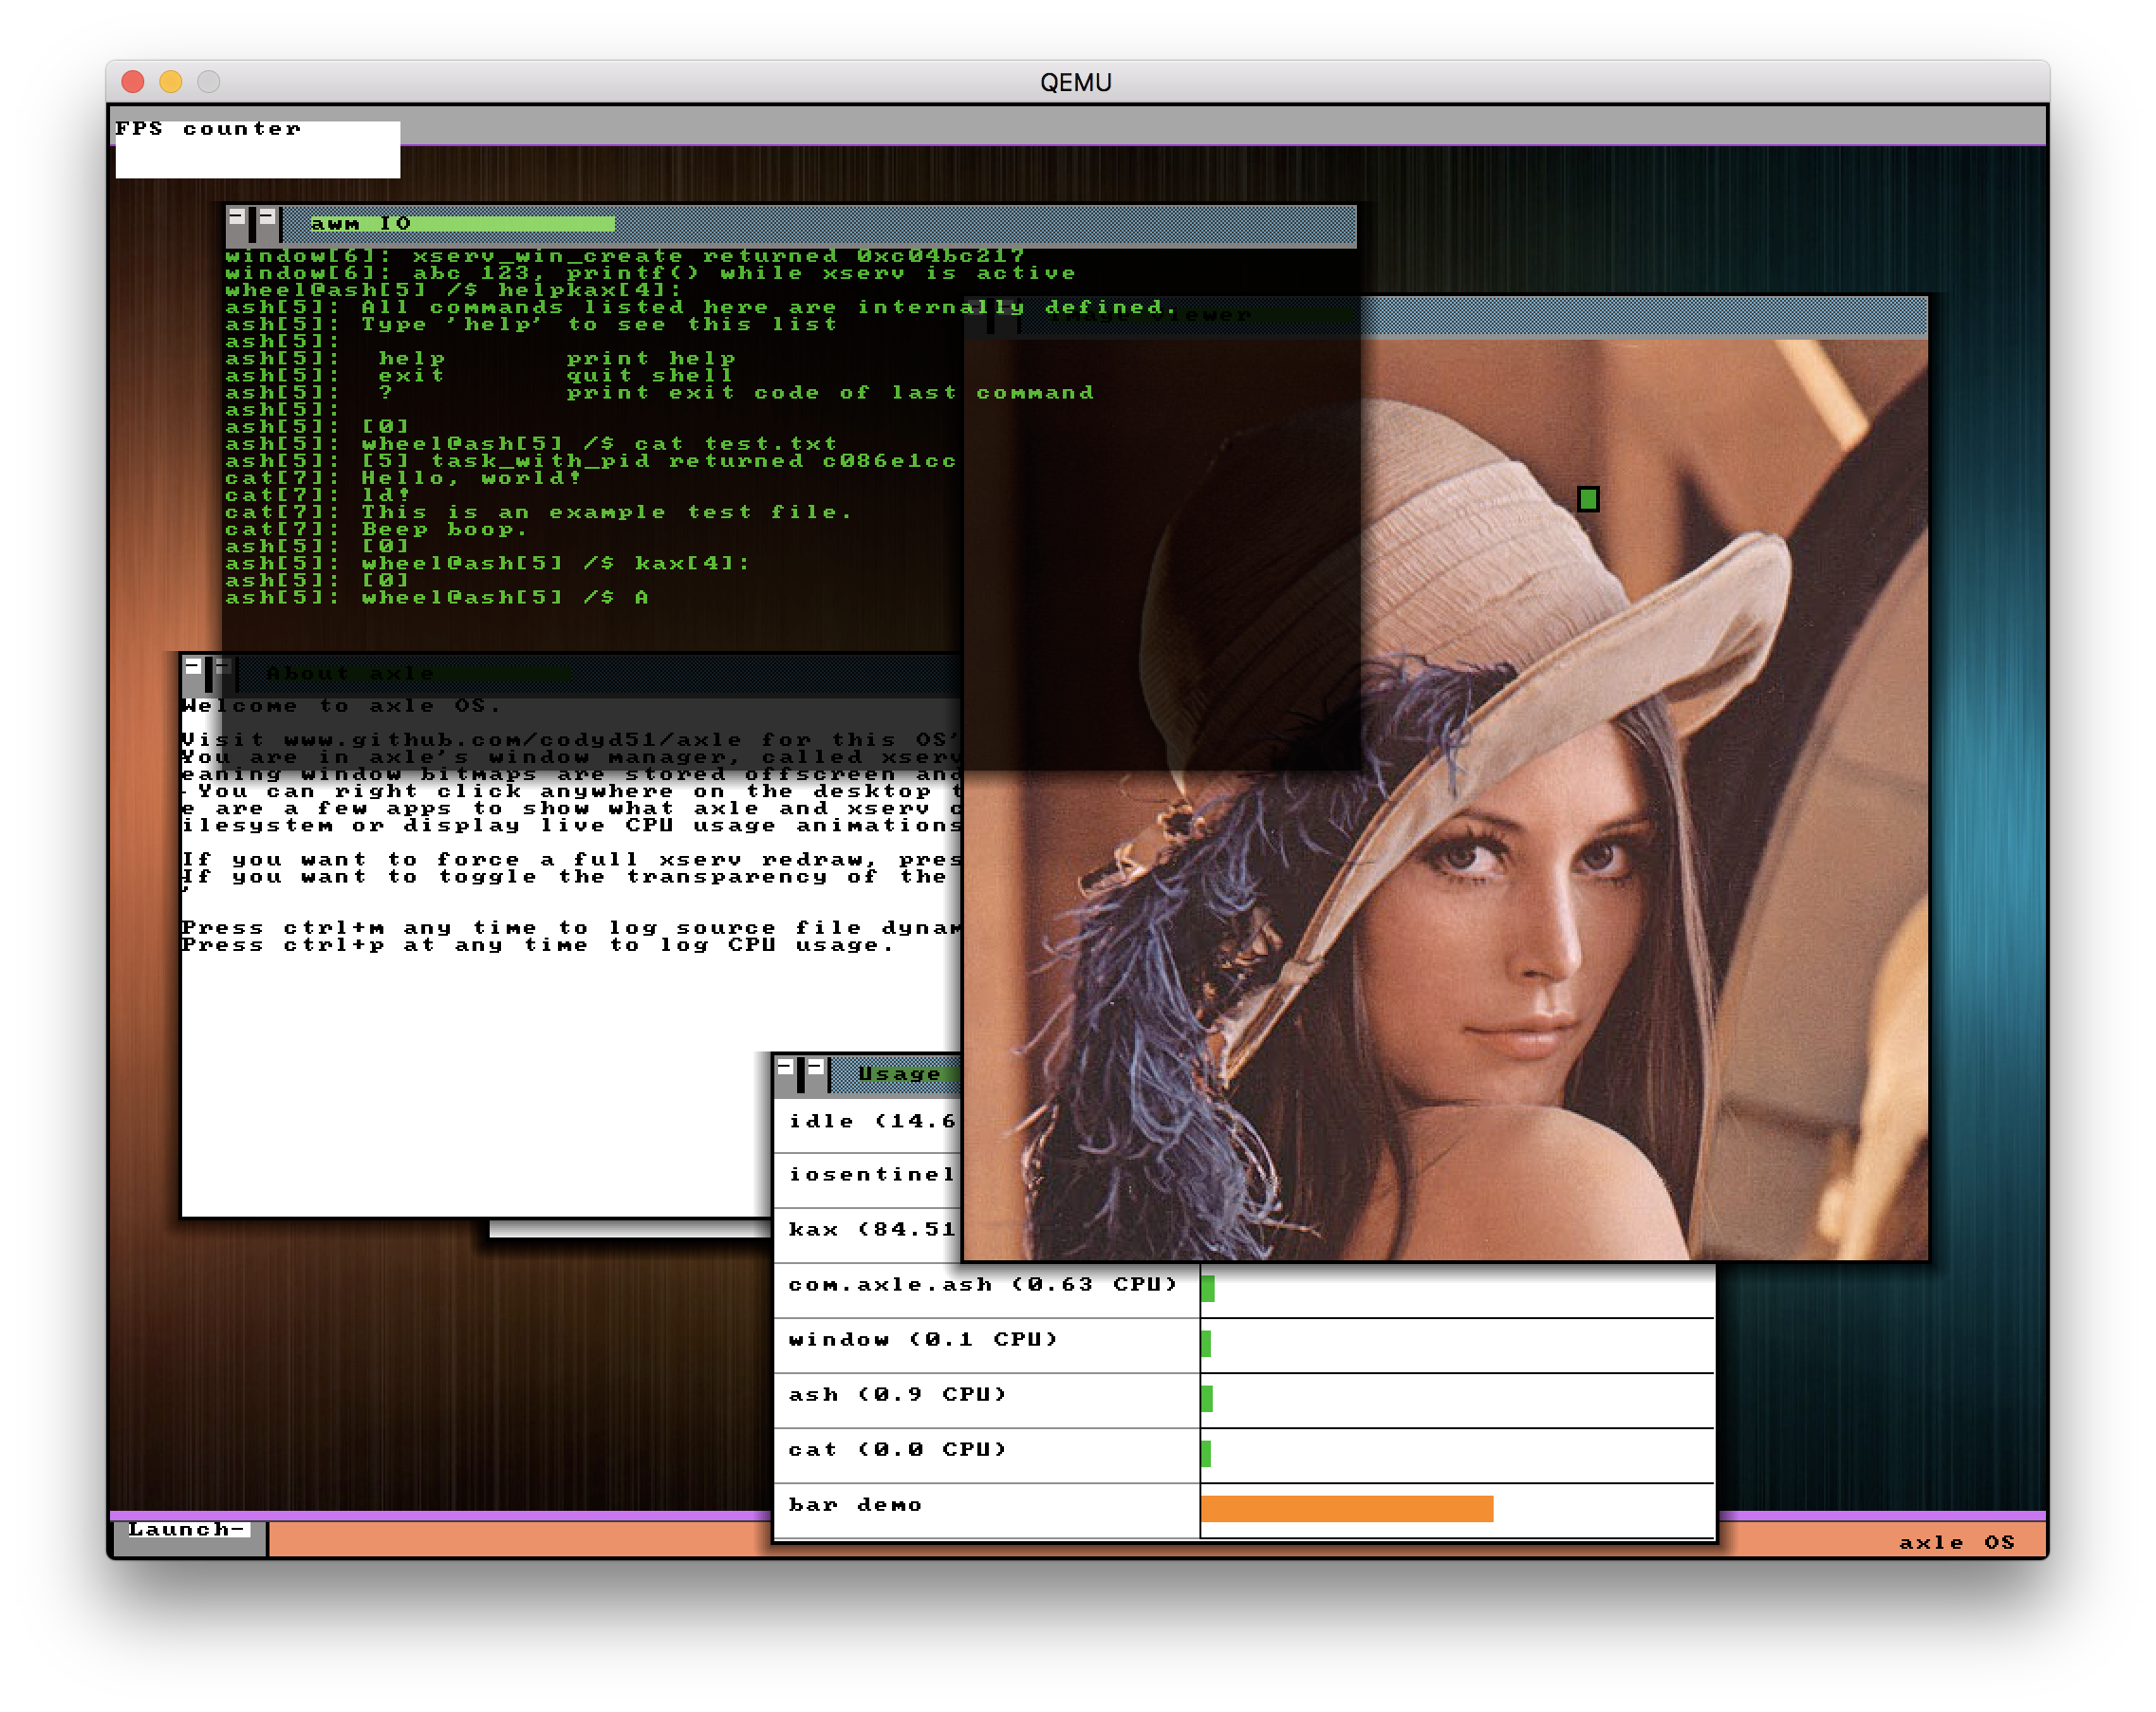 QEMU
FPS counter
awm IO
window[6]: xserv_win_create returned 0xc04bc217
window[6]: abc 123, printf() while xserv is active
wheel@ash[5] /$ helpkax[4]:
ash[5]: All commands listed here are internally defined.
ash[5]: Type 'help' to see this list
ash[5]:
ash[5]: help print help
ash[5]: exit quit shell
ash[5]: ? print exit code of last command
ash[5]:
ash[5]: [0]
ash[5]: wheel@ash[5] /$ cat test.txt
ash[5]: [5] task_with_pid returned c086e1cc
cat[7]: Hello, world!
cat[7]: ld!
cat[7]: This is an example test file.
cat[7]: Beep boop.
ash[5]: [0]
ash[5]: wheel@ash[5] /$ kax[4]:
ash[5]: [0]
ash[5]: wheel@ash[5] /$ A
Image Viewer
About axle
Welcome to axle OS.
Visit www.github.com/codyd51/axle for this OS'
You are in axle's window manager, called xserv
eaning window bitmaps are stored offscreen and
You can right click anywhere on the desktop t
e are a few apps to show what axle and xserv c
ilesystem or display live CPU usage animations
If you want to force a full xserv redraw, pres
If you want to toggle the transparency of the
'
Press ctrl+m any time to log source file dynam
Press ctrl+p at any time to log CPU usage.
Usage
idle (14.6
iosentinel
kax (84.51
com.axle.ash (0.63 CPU)
window (0.1 CPU)
ash (0.9 CPU)
cat (0.0 CPU)
bar demo
Launch-
axle OS